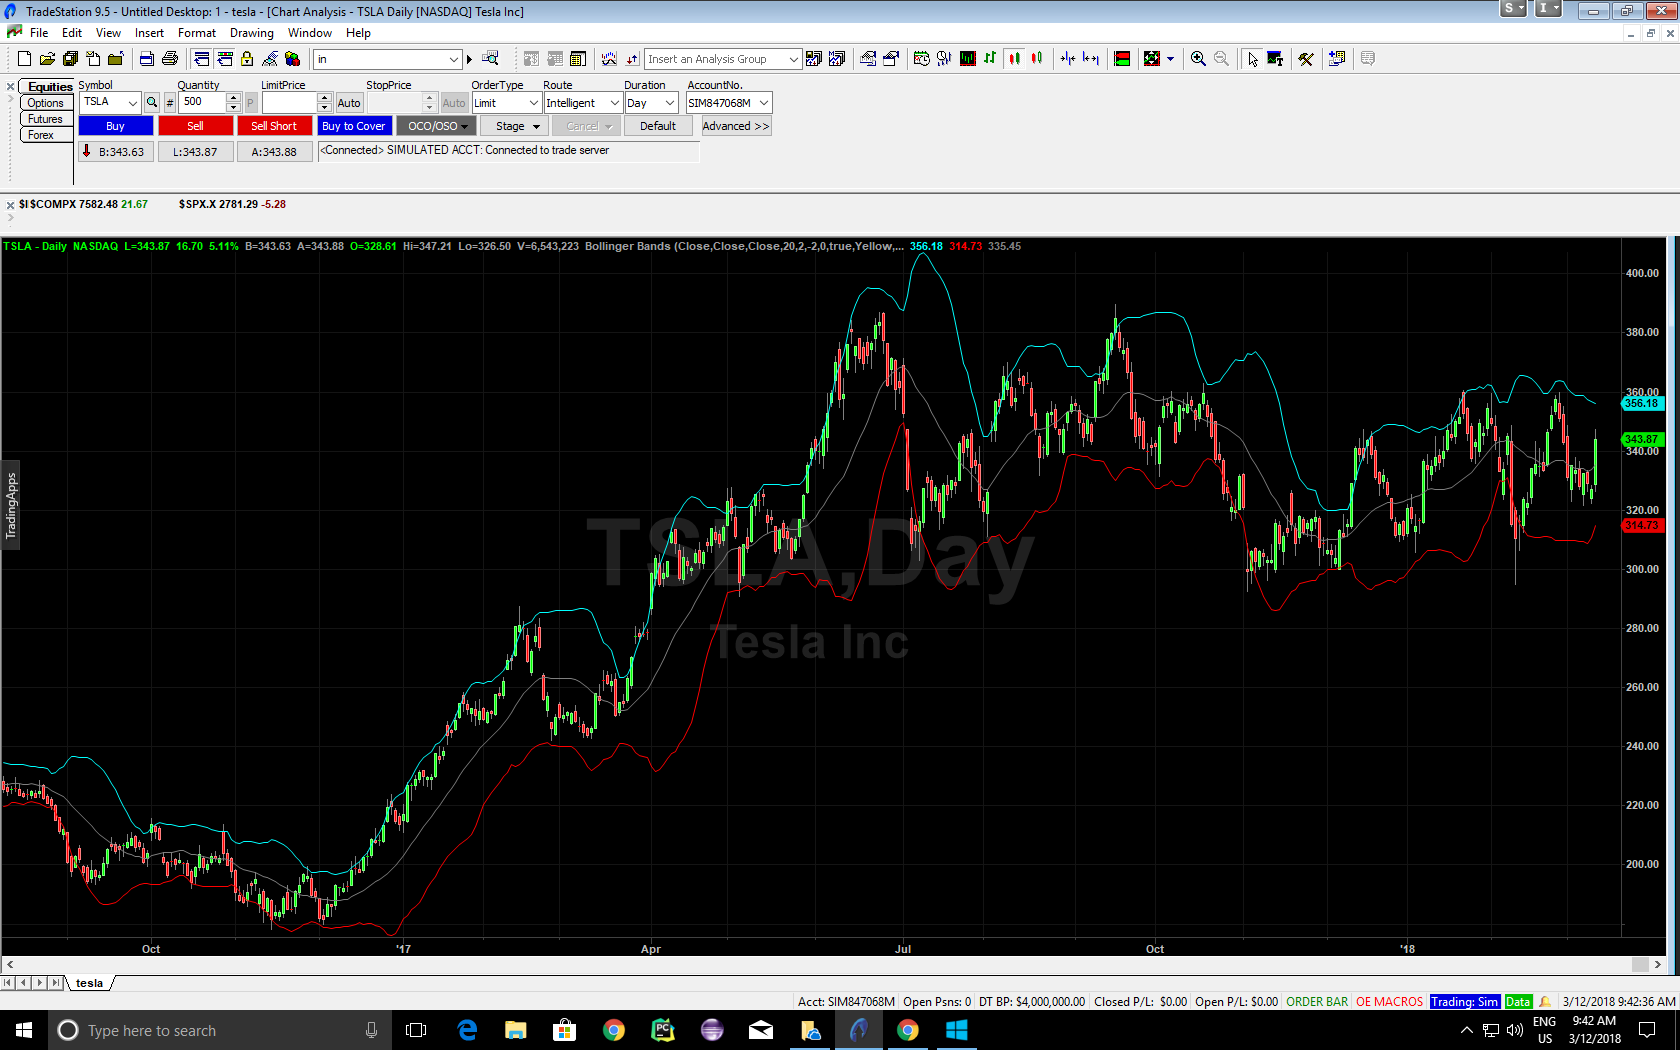 TradeStation 9.5 - Untitled Desktop: 1 - tesla - [Chart Analysis - TSLA Daily [NASDAQ] Tesla Inc]
S I
File Edit View Insert Format Drawing Window Help
in Insert an Analysis Group
Equities Symbol Quantity LimitPrice StopPrice OrderType Route Duration AccountNo.
Options TSLA # 500 P Auto Auto Limit Intelligent Day SIM847068M
Futures
Forex Buy Sell Sell Short Buy to Cover OCO/OSO Stage Cancel Default Advanced >>
B:343.63 L:343.87 A:343.88 <Connected> SIMULATED ACCT: Connected to trade server
$I $COMPX 7582.48 21.67 $SPX.X 2781.29 -5.28
TSLA - Daily NASDAQ L=343.87 16.70 5.11% B=343.63 A=343.88 O=328.61 Hi=347.21 Lo=326.50 V=6,543,223 Bollinger Bands (Close,Close,Close,20,2,-2,0,true,Yellow,... 356.18 314.73 335.45
400.00
380.00
360.00
356.18
343.87
340.00
320.00
314.73
300.00
280.00
260.00
240.00
220.00
200.00
TradingApps
TSLA,Day
Tesla Inc
Oct '17 Apr Jul Oct '18
tesla
Acct: SIM847068M Open Psns: 0 DT BP: $4,000,000.00 Closed P/L: $0.00 Open P/L: $0.00 ORDER BAR OE MACROS Trading: Sim Data 3/12/2018 9:42:36 AM
Type here to search
PC
ENG
US
9:42 AM
3/12/2018